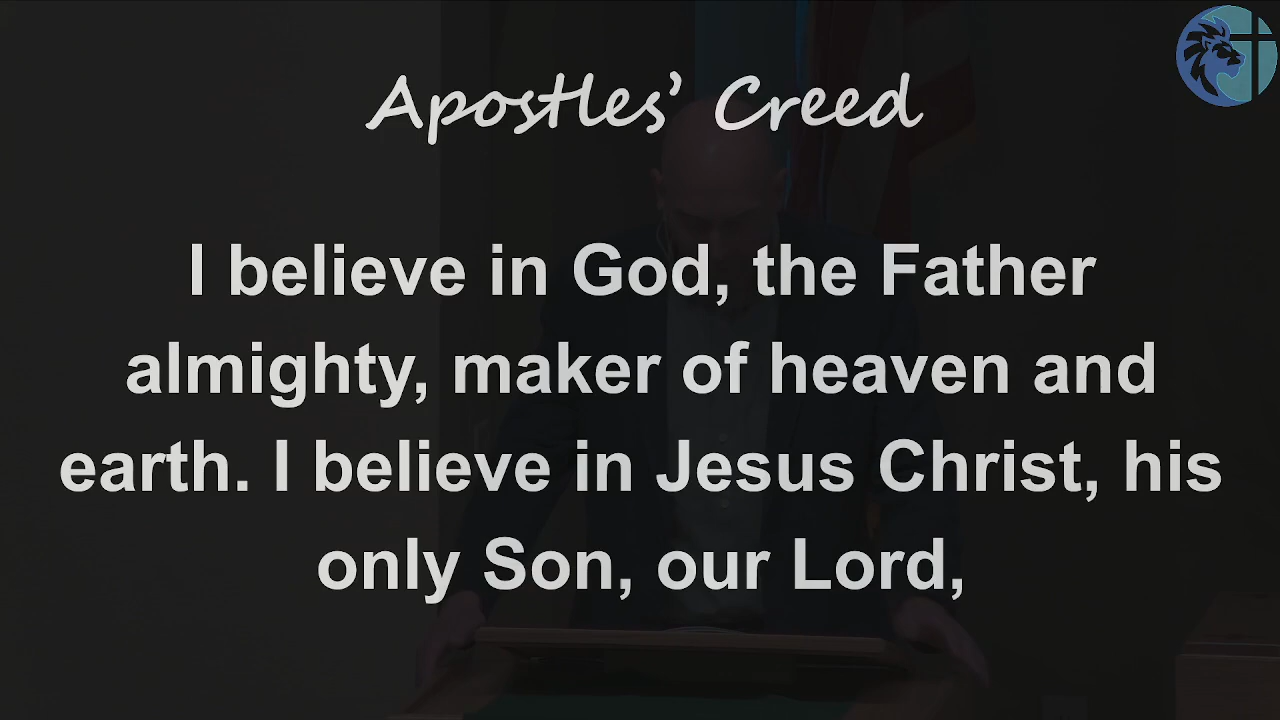 Apostles’ Creed
I believe in God, the Father
almighty, maker of heaven and
earth. I believe in Jesus Christ, his
only Son, our Lord,